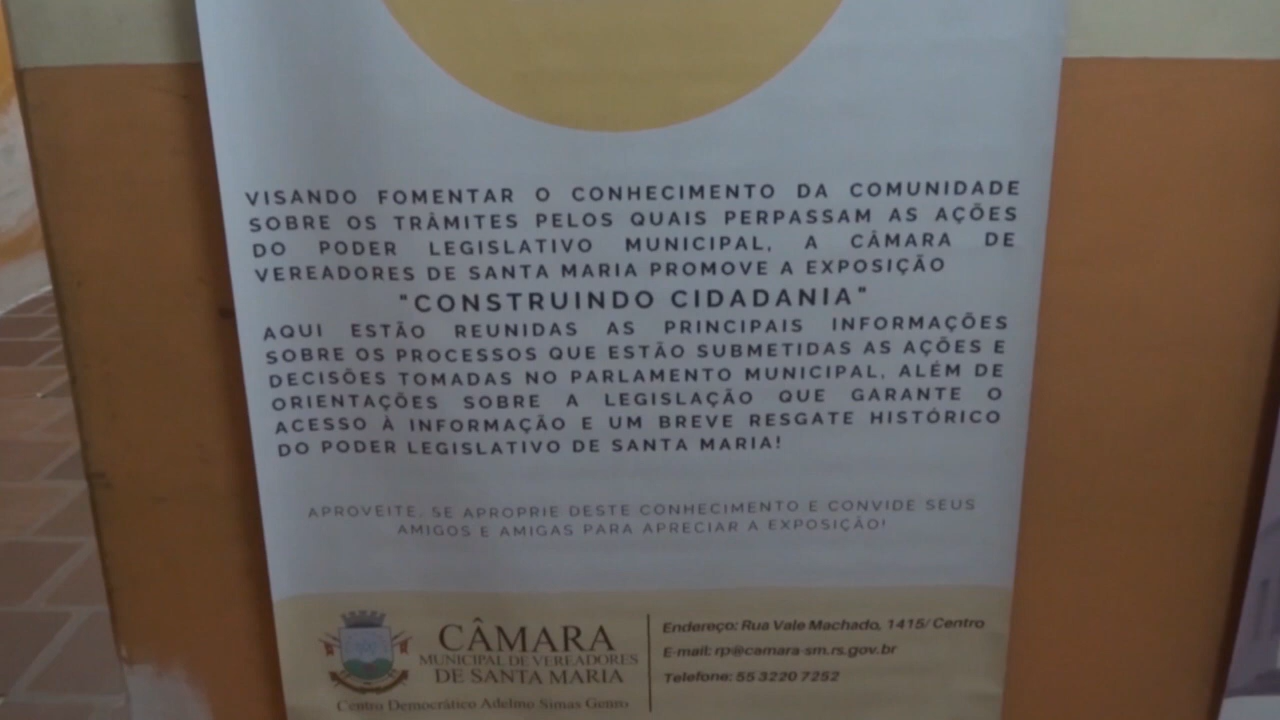 VISANDO FOMENTAR O CONHECIMENTO DA COMUNIDADE
SOBRE OS TRÂMITES PELOS QUAIS PERPASSAM AS AÇÕES
DO PODER LEGISLATIVO MUNICIPAL, A CÂMARA DE
VEREADORES DE SANTA MARIA PROMOVE A EXPOSIÇÃO
"CONSTRUINDO CIDADANIA"
AQUI ESTÃO REUNIDAS AS PRINCIPAIS INFORMAÇÕES
SOBRE OS PROCESSOS QUE ESTÃO SUBMETIDAS AS AÇÕES E
DECISÕES TOMADAS NO PARLAMENTO MUNICIPAL, ALÉM DE
ORIENTAÇÕES SOBRE A LEGISLAÇÃO QUE GARANTE O
ACESSO À INFORMAÇÃO E UM BREVE RESGATE HISTÓRICO
DO PODER LEGISLATIVO DE SANTA MARIA!
APROVEITE, SE APROPRIE DESTE CONHECIMENTO E CONVIDE SEUS
AMIGOS E AMIGAS PARA APRECIAR A EXPOSIÇÃO!
CÂMARA
MUNICIPAL DE VEREADORES
DE SANTA MARIA
Centro Democrático Adelmo Simas Genro
Endereço: Rua Vale Machado, 1415/ Centro
E-mail: rp@camara-sm.rs.gov.br
Telefone: 55 3220 7252